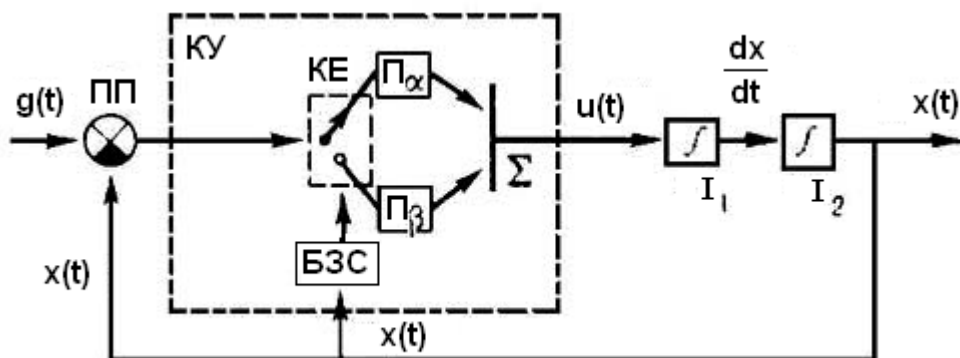 КУ
g(t)
ПП
КЕ
Пα
Пβ
БЗС
Σ
u(t)
∫
I₁
dx
dt
∫
I₂
x(t)
x(t)
x(t)